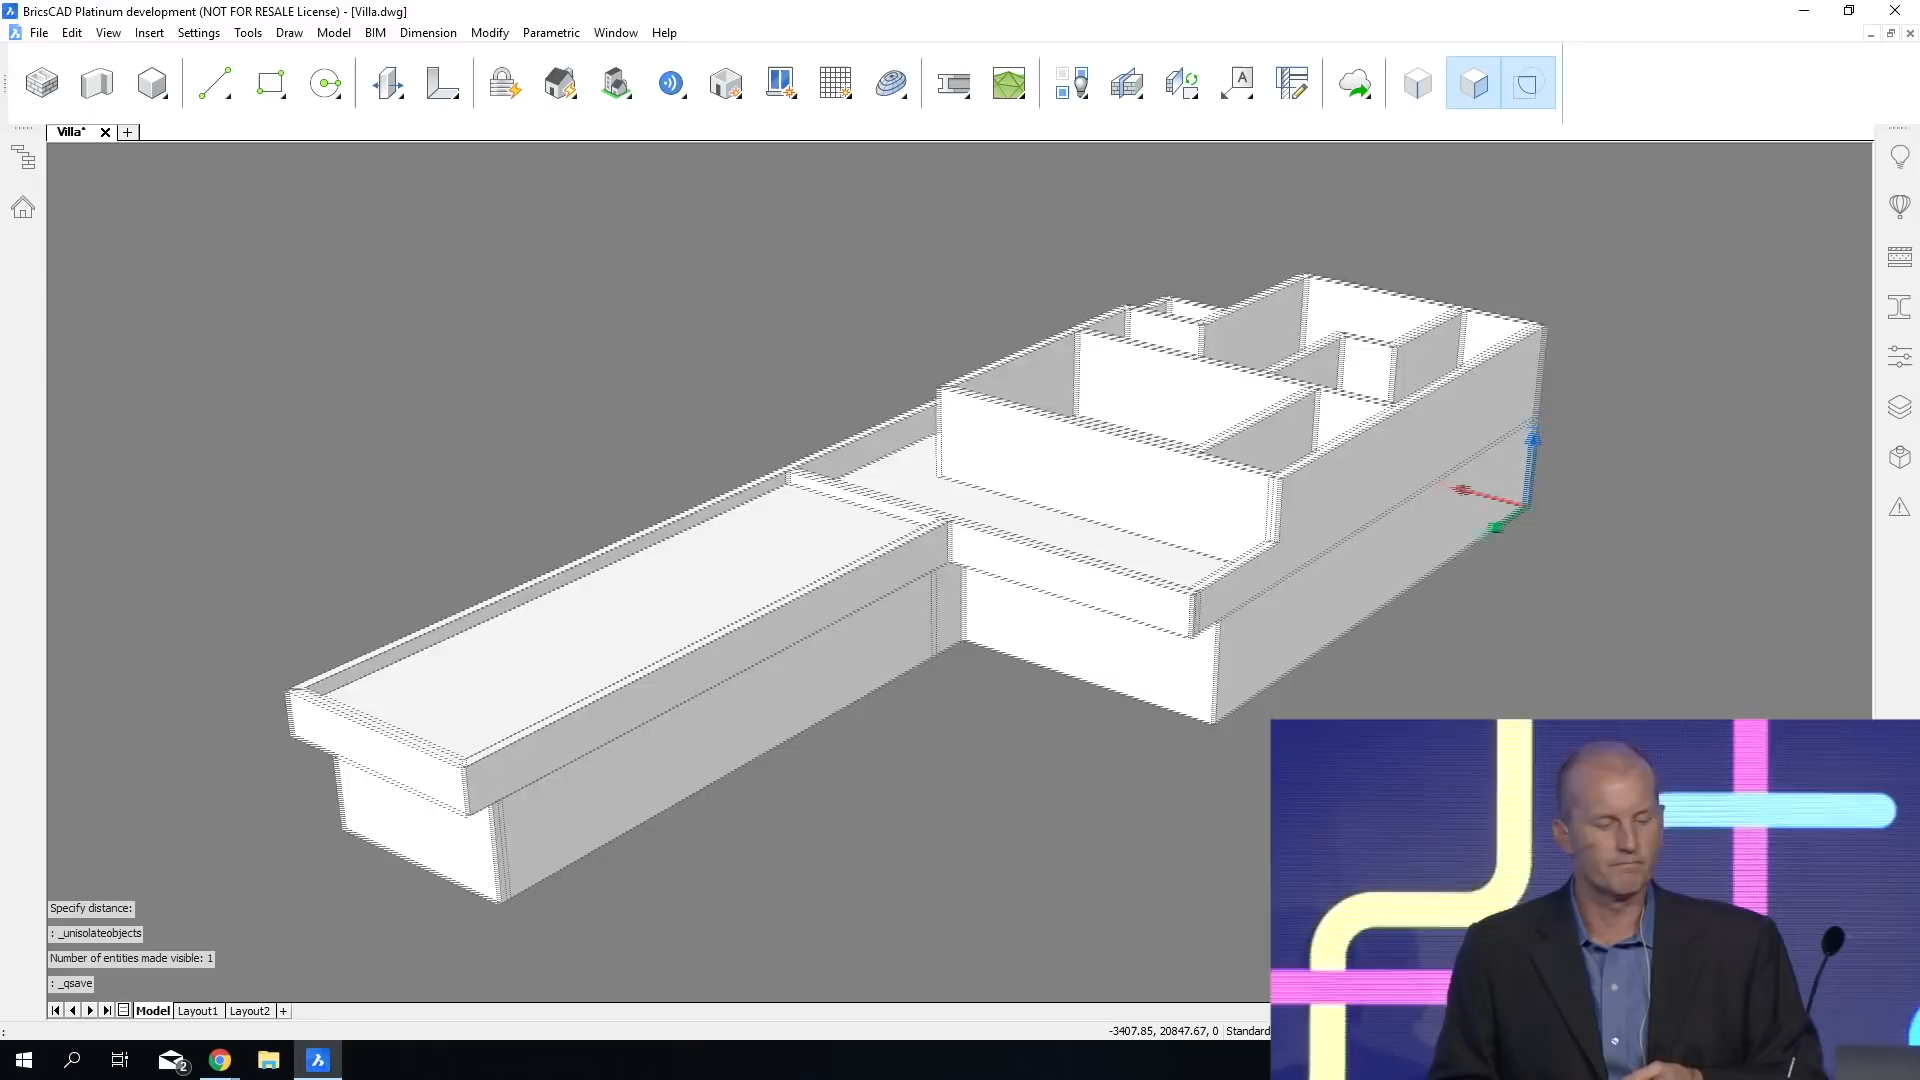 BricsCAD Platinum development (NOT FOR RESALE License) - [Villa.dwg]
File Edit View Insert Settings Tools Draw Model BIM Dimension Modify Parametric Window Help
A
Villa*
Specify distance:
: _unisolateobjects
Number of entities made visible: 1
: _qsave
Model Layout1 Layout2 +
:
-3407.85, 20847.67, 0 Standard
2